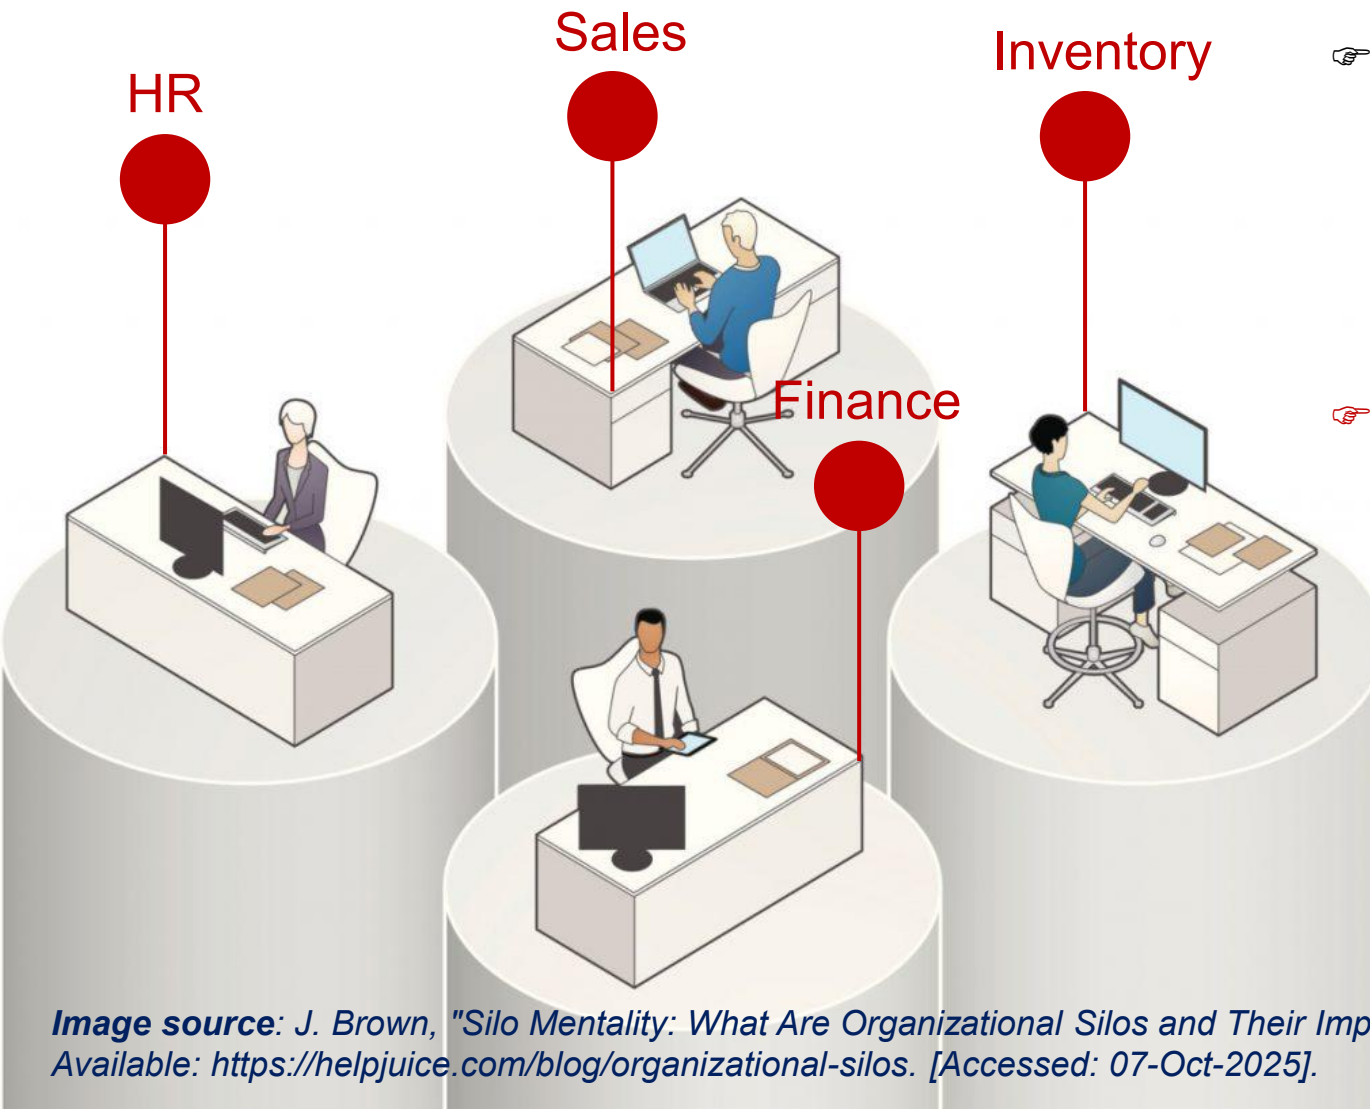 Sales
Inventory
HR
Finance
Image source: J. Brown, "Silo Mentality: What Are Organizational Silos and Their Imp
Available: https://helpjuice.com/blog/organizational-silos. [Accessed: 07-Oct-2025].